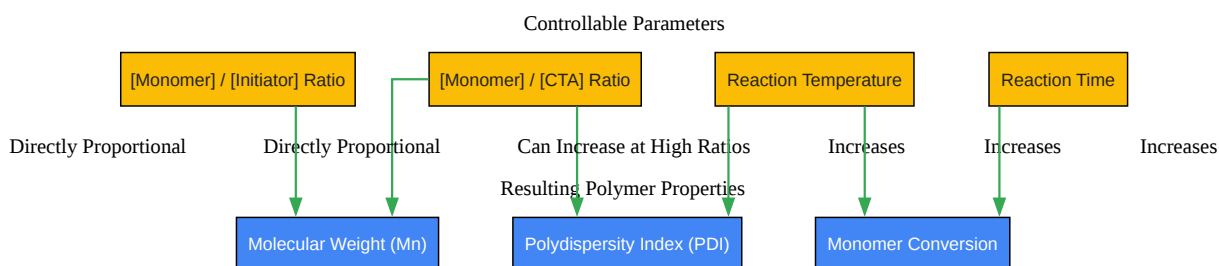 Controllable Parameters
[Monomer] / [Initiator] Ratio
[Monomer] / [CTA] Ratio
Reaction Temperature
Reaction Time
Directly Proportional
Directly Proportional
Can Increase at High Ratios
Increases
Increases
Increases
Resulting Polymer Properties
Molecular Weight (Mn)
Polydispersity Index (PDI)
Monomer Conversion